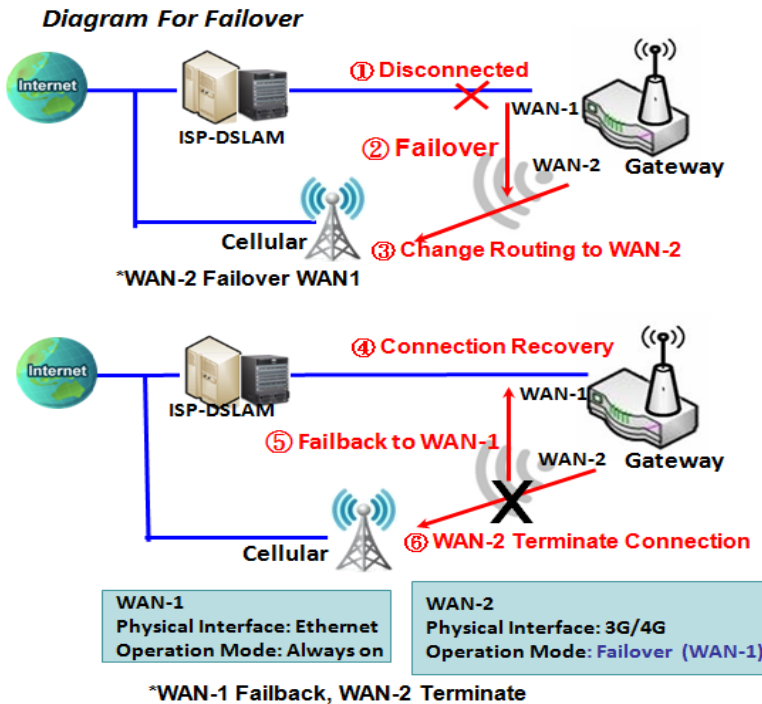 Diagram For Failover
Internet
ISP-DSLAM
① Disconnected
WAN-1
② Failover
WAN-2
Gateway
Cellular
③ Change Routing to WAN-2
*WAN-2 Failover WAN1
Internet
ISP-DSLAM
④ Connection Recovery
WAN-1
⑤ Failback to WAN-1
WAN-2
Gateway
Cellular
⑥ WAN-2 Terminate Connection
WAN-1
Physical Interface: Ethernet
Operation Mode: Always on
WAN-2
Physical Interface: 3G/4G
Operation Mode: Failover (WAN-1)
*WAN-1 Failback, WAN-2 Terminate